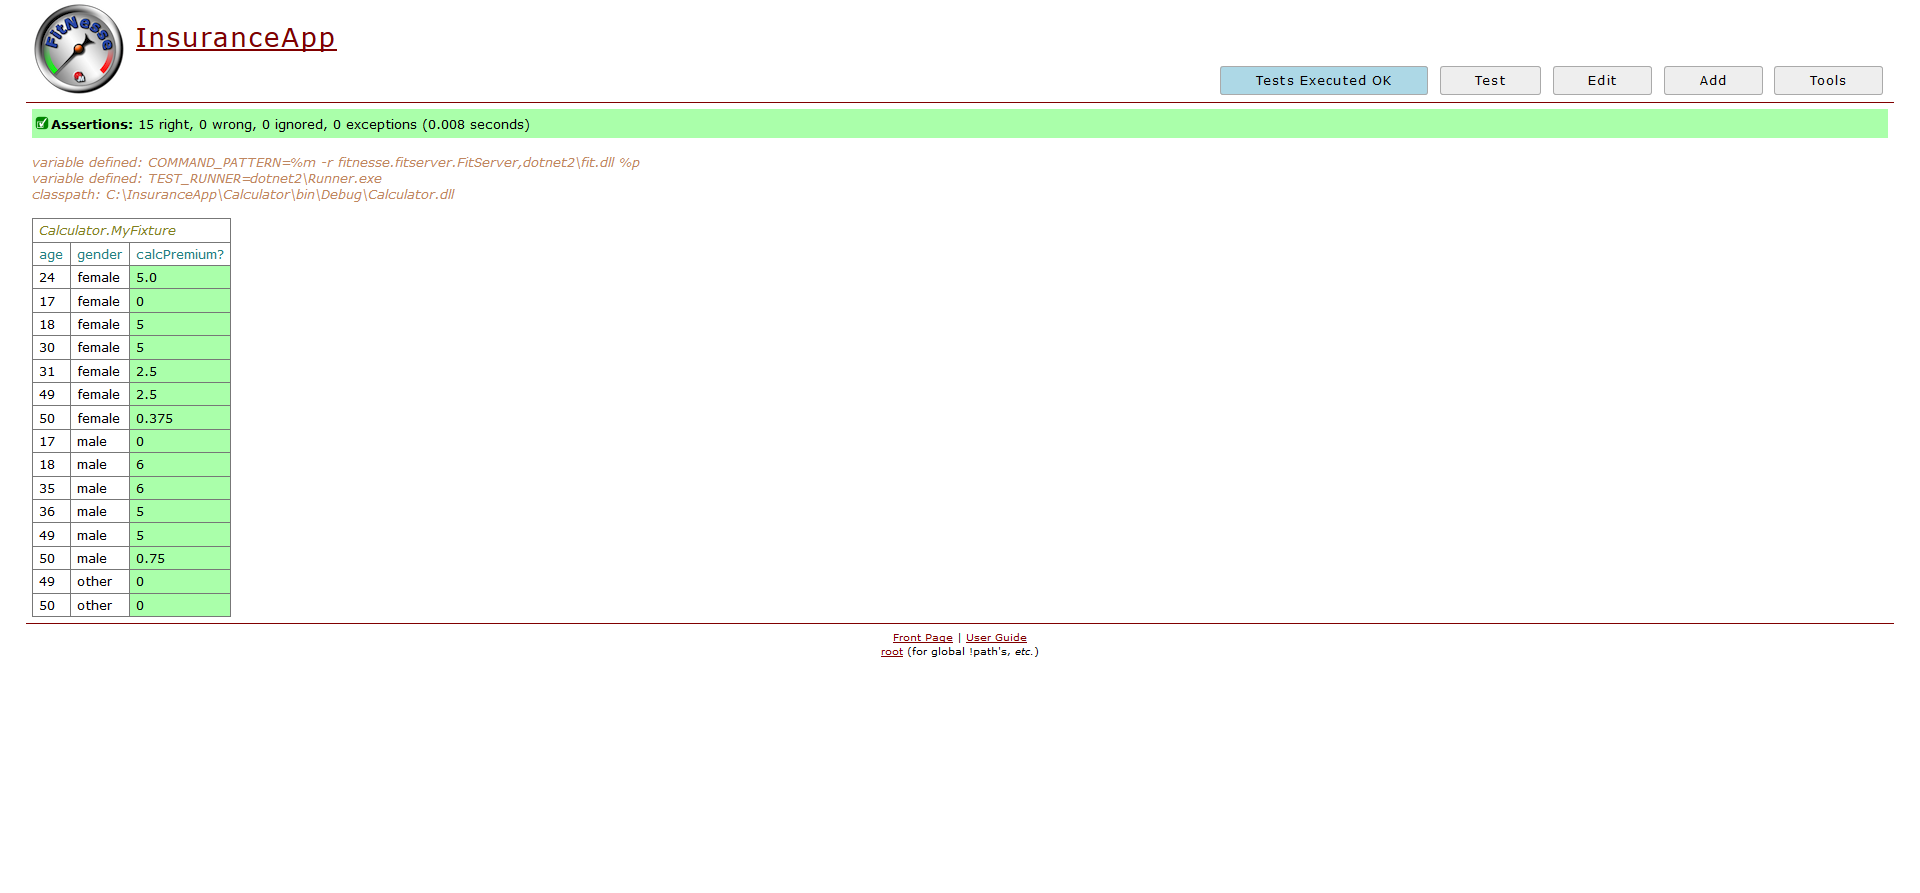 FitNesse
InsuranceApp
Tests Executed OK Test Edit Add Tools
Assertions: 15 right, 0 wrong, 0 ignored, 0 exceptions (0.008 seconds)
variable defined: COMMAND_PATTERN=%m -r fitnesse.fitserver.FitServer,dotnet2\fit.dll %p
variable defined: TEST_RUNNER=dotnet2\Runner.exe
classpath: C:\InsuranceApp\Calculator\bin\Debug\Calculator.dll
Calculator.MyFixture
age gender calcPremium?
24 female 5.0
17 female 0
18 female 5
30 female 5
31 female 2.5
49 female 2.5
50 female 0.375
17 male 0
18 male 6
35 male 6
36 male 5
49 male 5
50 male 0.75
49 other 0
50 other 0
Front Page | User Guide
root (for global !path's, etc.)